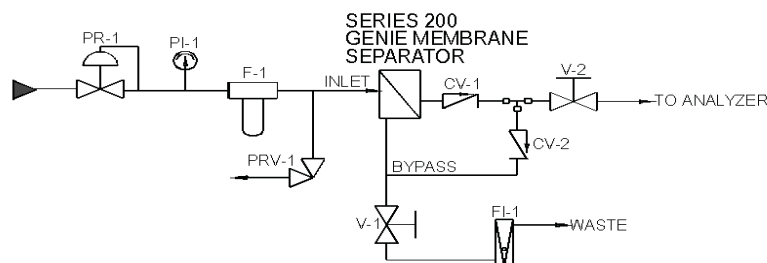 SERIES 200
GENIE MEMBRANE
SEPARATOR
PR-1
PI-1
F-1
INLET
CV-1
V-2
TO ANALYZER
PRV-1
BYPASS
CV-2
V-1
FI-1
WASTE